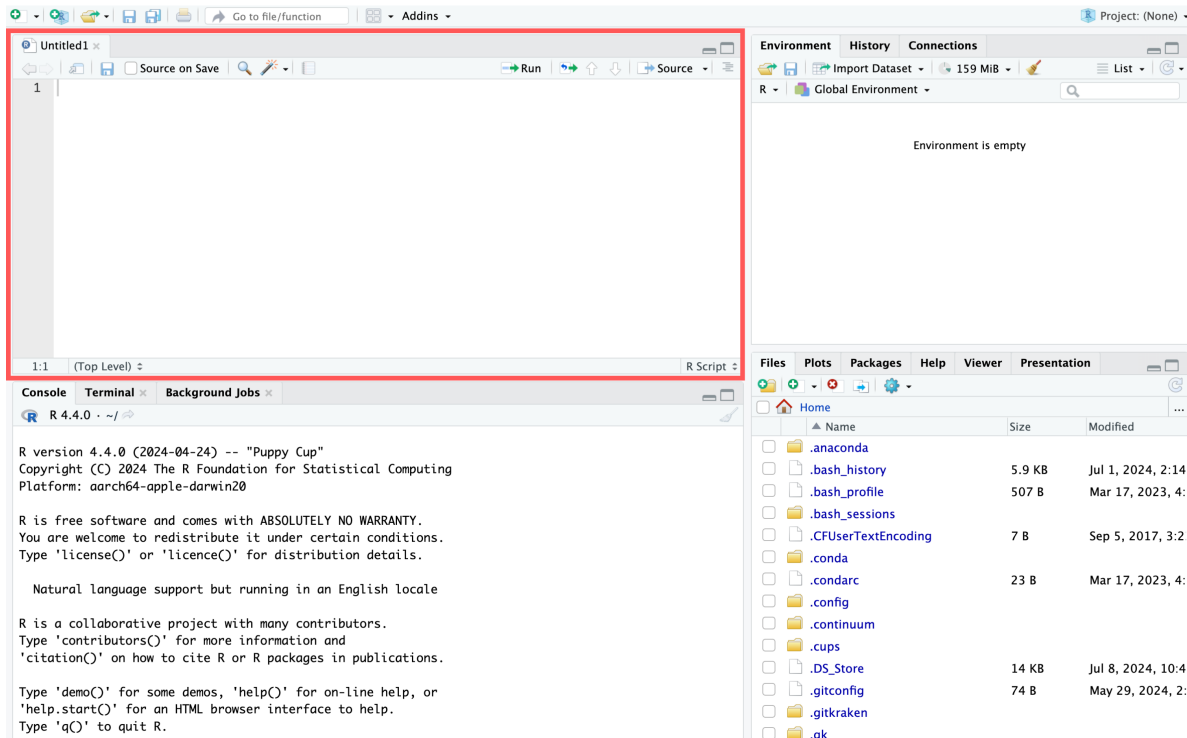 Go to file/function Addins Project: (None)
Untitled1
Source on Save Run Source
1
1:1 (Top Level) R Script
Console Terminal Background Jobs
R 4.4.0 · ~/
R version 4.4.0 (2024-04-24) -- "Puppy Cup"
Copyright (C) 2024 The R Foundation for Statistical Computing
Platform: aarch64-apple-darwin20
R is free software and comes with ABSOLUTELY NO WARRANTY.
You are welcome to redistribute it under certain conditions.
Type 'license()' or 'licence()' for distribution details.
Natural language support but running in an English locale
R is a collaborative project with many contributors.
Type 'contributors()' for more information and
'citation()' on how to cite R or R packages in publications.
Type 'demo()' for some demos, 'help()' for on-line help, or
'help.start()' for an HTML browser interface to help.
Type 'q()' to quit R.
Environment History Connections
Import Dataset 159 MiB List
R Global Environment
Environment is empty
Files Plots Packages Help Viewer Presentation
Home ...
Name Size Modified
.anaconda
.bash_history 5.9 KB Jul 1, 2024, 2:14
.bash_profile 507 B Mar 17, 2023, 4:
.bash_sessions
.CFUserTextEncoding 7 B Sep 5, 2017, 3:2
.conda
.condarc 23 B Mar 17, 2023, 4:
.config
.continuum
.cups
.DS_Store 14 KB Jul 8, 2024, 10:4
.gitconfig 74 B May 29, 2024, 2:
.gitkraken
.gk